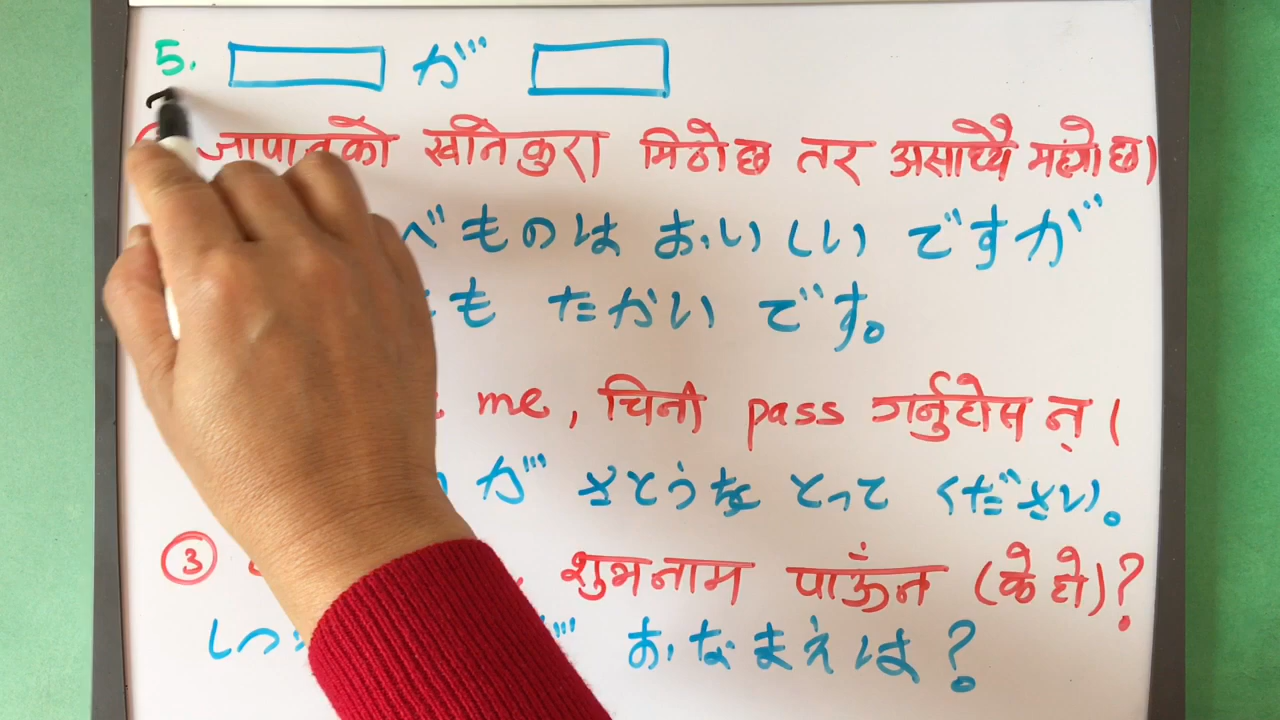 5. が
जापानको खानेकुरा मिठो छ तर असाध्यै महंगो छ।
べものは おいしい ですが
も たかい です。
me, चिनी pass गर्नुहोस न्।
が さとうを とって ください。
③ शुभनाम पाऊँन (के हो)?
しつ おなまえは?